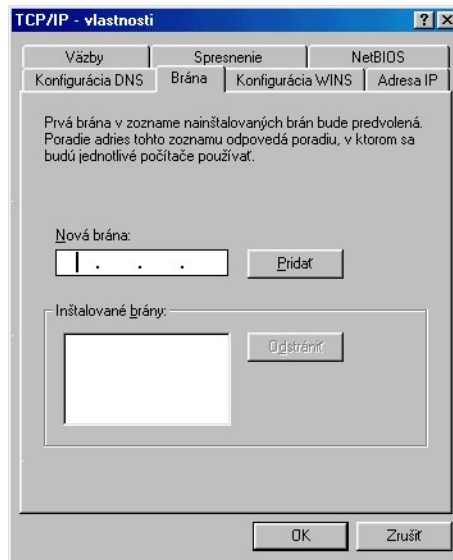 TCP/IP - vlastnosti
Väzby
Spresnenie
NetBIOS
Konfigurácia DNS
Brána
Konfigurácia WINS
Adresa IP
Prvá brána v zozname nainštalovaných brán bude predvolená.
Poradie adries tohto zoznamu odpovedá poradiu, v ktorom sa
budú jednotlivé počítače používať.
Nová brána:
. . .
Pridať
Inštalované brány:
Odstrániť
OK
Zrušiť